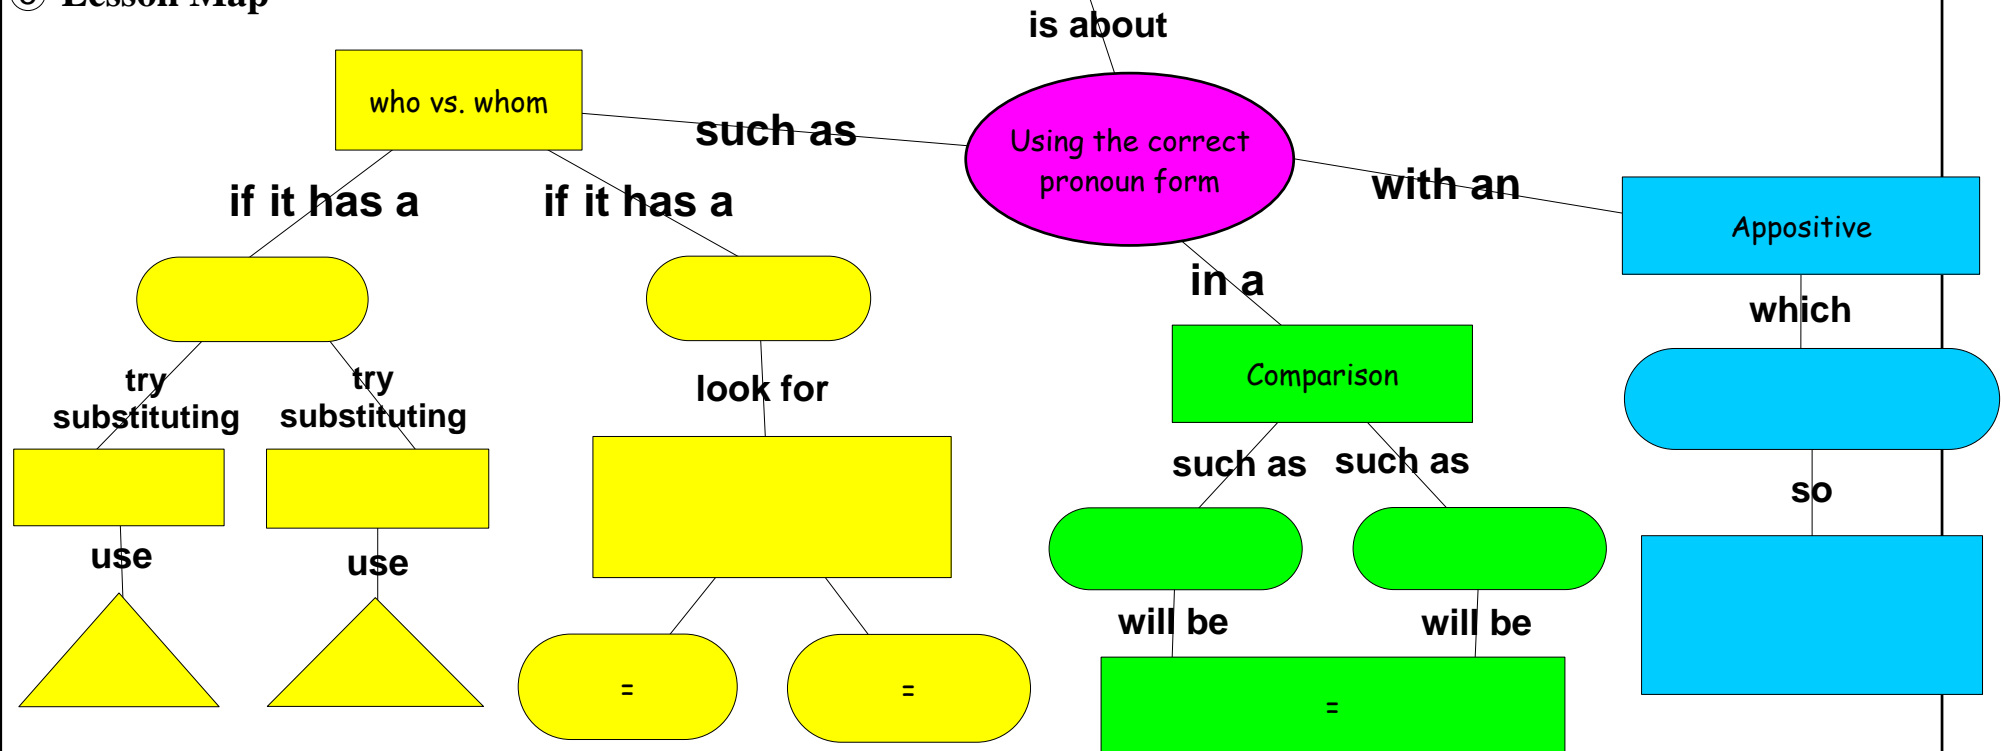 Lesson Map
is about
who vs. whom
such as
Using the correct
pronoun form
with an
Appositive
if it has a
if it has a
in a
which
Comparison
try
substituting
try
substituting
look for
such as
such as
so
use
use
will be
will be
=
=
=